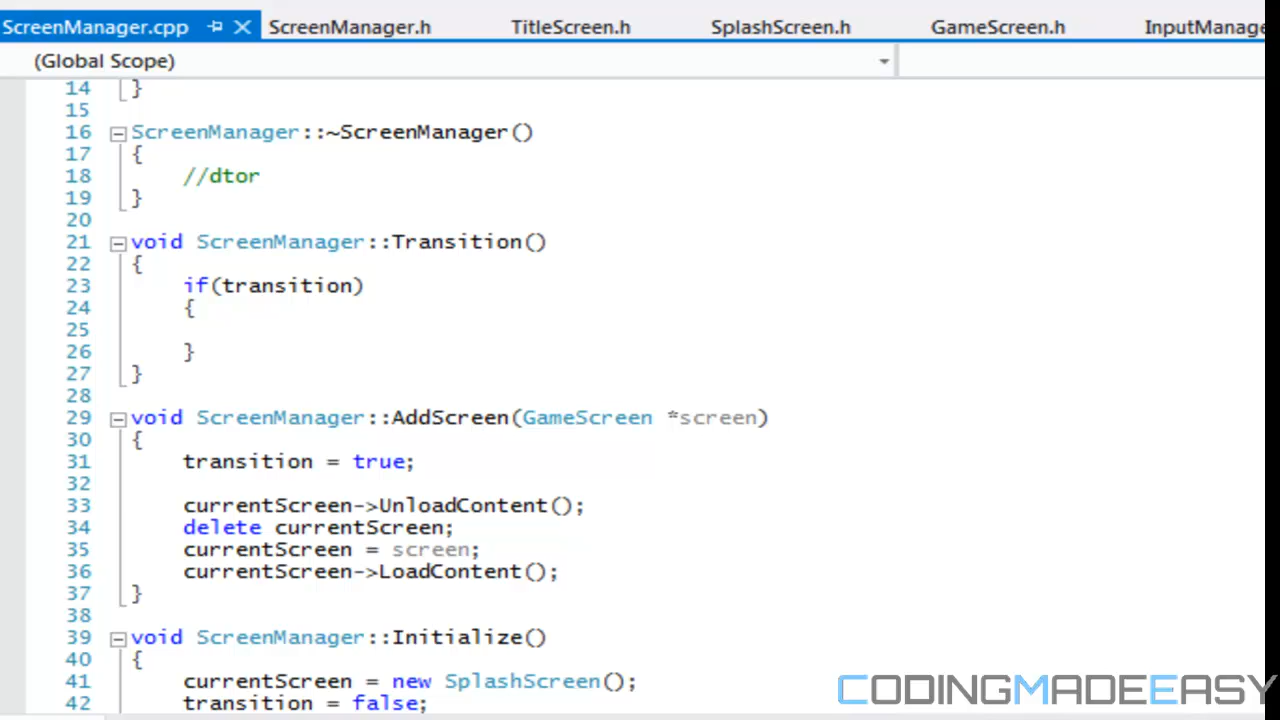 ScreenManager.cpp ScreenManager.h TitleScreen.h SplashScreen.h GameScreen.h InputManage
(Global Scope)
14 }
15
16 ScreenManager::~ScreenManager()
17 {
18 //dtor
19 }
20
21 void ScreenManager::Transition()
22 {
23 if(transition)
24 {
25
26 }
27 }
28
29 void ScreenManager::AddScreen(GameScreen *screen)
30 {
31 transition = true;
32
33 currentScreen->UnloadContent();
34 delete currentScreen;
35 currentScreen = screen;
36 currentScreen->LoadContent();
37 }
38
39 void ScreenManager::Initialize()
40 {
41 currentScreen = new SplashScreen();
42 transition = false;
CODINGMADEEASY